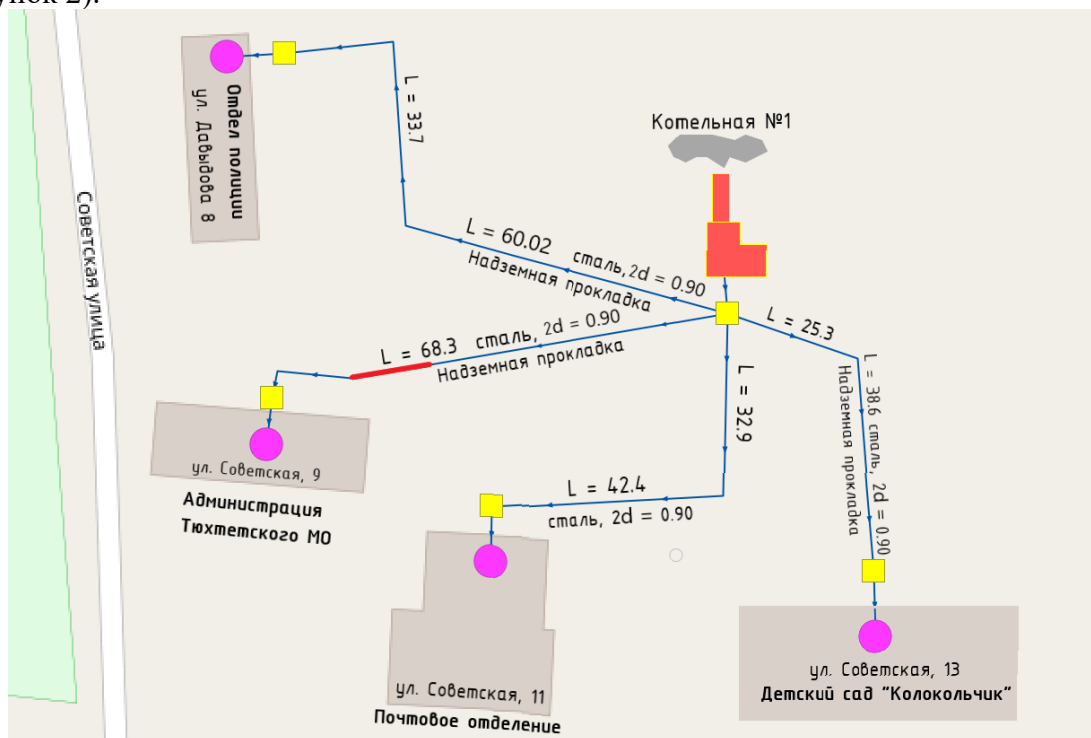 унок 2).
Отдел полиции
ул. Давыдова 8
L = 33.7
Котельная №1
Советская улица
L = 60.02 сталь, 2d = 0.90
Надземная прокладка
L = 25.3
L = 68.3 сталь, 2d = 0.90
Надземная прокладка
L = 32.9
L = 38.6 сталь, 2d = 0.90
Надземная прокладка
ул. Советская, 9
Администрация
Тюхтетского МО
L = 42.4
сталь, 2d = 0.90
ул. Советская, 11
Почтовое отделение
ул. Советская, 13
Детский сад "Колокольчик"